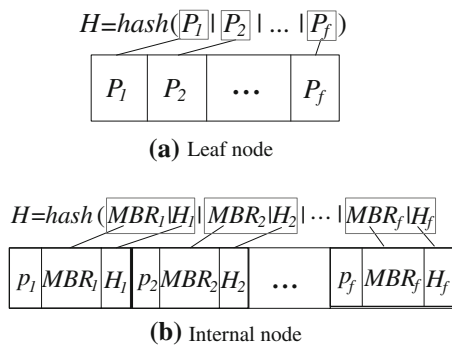 H=hash(P1| P2 | ... | Pf)
P1 P2 ... Pf
(a) Leaf node
H=hash(MBR1|H1| MBR2|H2| ... |MBRf|Hf)
p1 MBR1 H1 p2 MBR2 H2 ... pf MBRf Hf
(b) Internal node